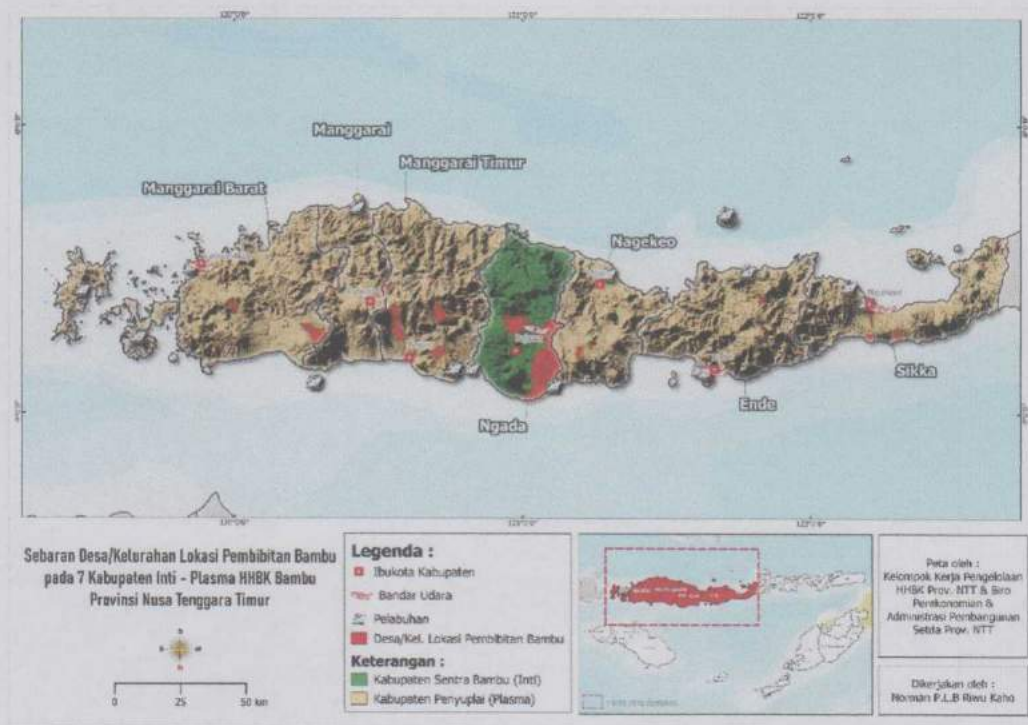 Manggarai
Manggarai Timur
Manggarai Barat
Nagekeo
Sikka
Ende
Ngada
Sebaran Desa/Kelurahan Lokasi Pembibitan Bambu
pada 7 Kabupaten Inti - Plasma HHBK Bambu
Provinsi Nusa Tenggara Timur
0 25 50 km
Legenda :
Ibukota Kabupaten
Bandar Udara
Pelabuhan
Desa/Kel. Lokasi Pembibitan Bambu
Keterangan :
Kabupaten Sentra Bambu (Inti)
Kabupaten Penyuplai (Plasma)
Peta oleh :
Kelompok Kerja Pengelolaan
HHBK Prov. NTT & Biro
Perekonomian &
Administrasi Pembangunan
Setda Prov. NTT
Dikerjakan oleh :
Norman P.L.B Riwu Kaho